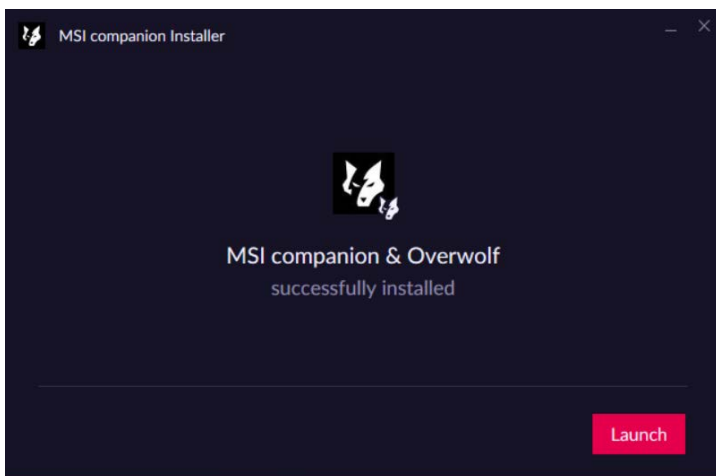 MSI companion Installer
MSI companion & Overwolf
successfully installed
Launch